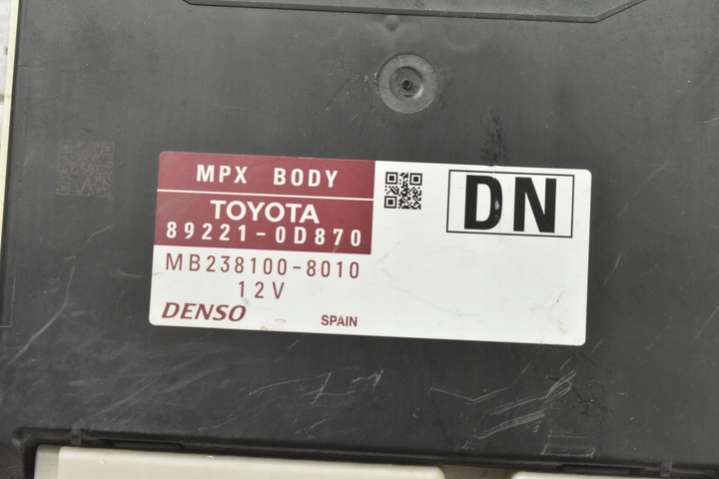 MPX BODY
TOYOTA
89221-0D870
MB238100-8010
12V
DENSO
SPAIN
DN